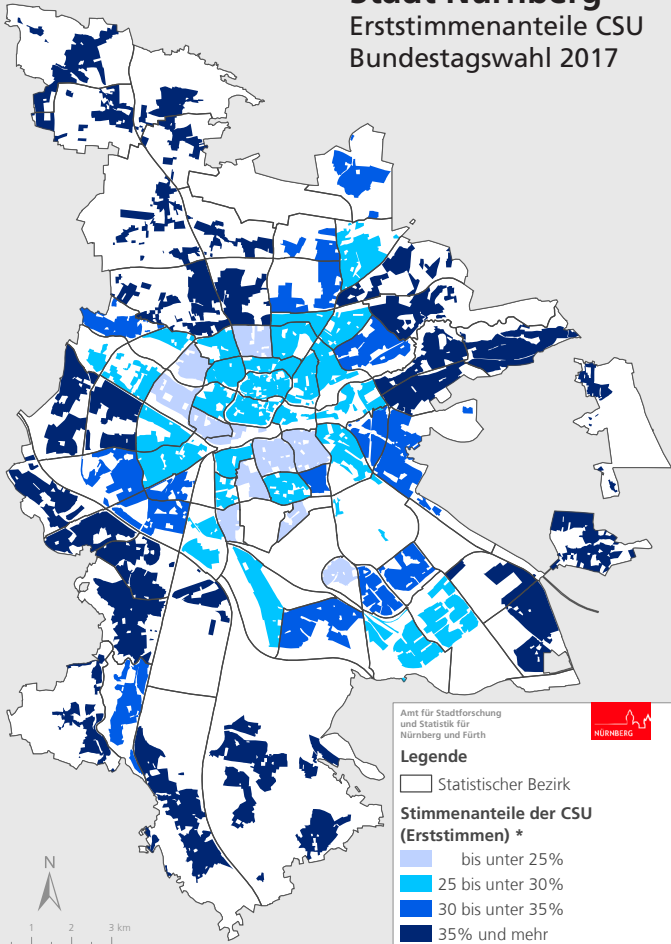 Stadt Nürnberg
Erststimmenanteile CSU
Bundestagswahl 2017
Amt für Stadtforschung
und Statistik für
Nürnberg und Fürth
NÜRNBERG
Legende
Statistischer Bezirk
Stimmenanteile der CSU
(Erststimmen) *
bis unter 25%
25 bis unter 30%
30 bis unter 35%
35% und mehr
N
1 2 3 km